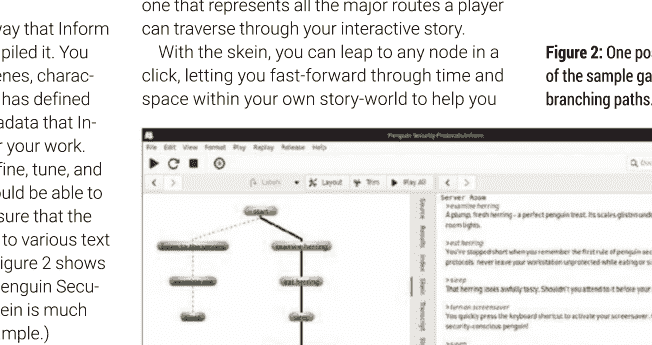 way that Inform
piled it. You
enes, charac-
has defined
adata that In-
r your work.
fine, tune, and
ould be able to
sure that the
to various text
igure 2 shows
enguin Secu-
ein is much
mple.)
one that represents all the major routes a player
can traverse through your interactive story.
With the skein, you can leap to any node in a
click, letting you fast-forward through time and
space within your own story-world to help you
Figure 2: One po
of the sample ga
branching paths.
Penguin Security Protocols - Inform
File Edit View Format Play Replay Release Help
Labels Layout Trim Play All
start
examine herring
eat herring
sleep
Source
Results
Index
Skein
Transcript
Server Room
>examine herring
A plump, fresh herring - a perfect penguin treat. Its scales glisten und
room lights.
>eat herring
You're stopped short when you remember the first rule of penguin sec
protocols: never leave your workstation unprotected while eating or s
>sleep
That herring looks awfully tasty. Shouldn't you attend to it before your
>turn on screensaver
You quickly press the keyboard shortcut to activate your screensaver.
security-conscious penguin!
>sleep